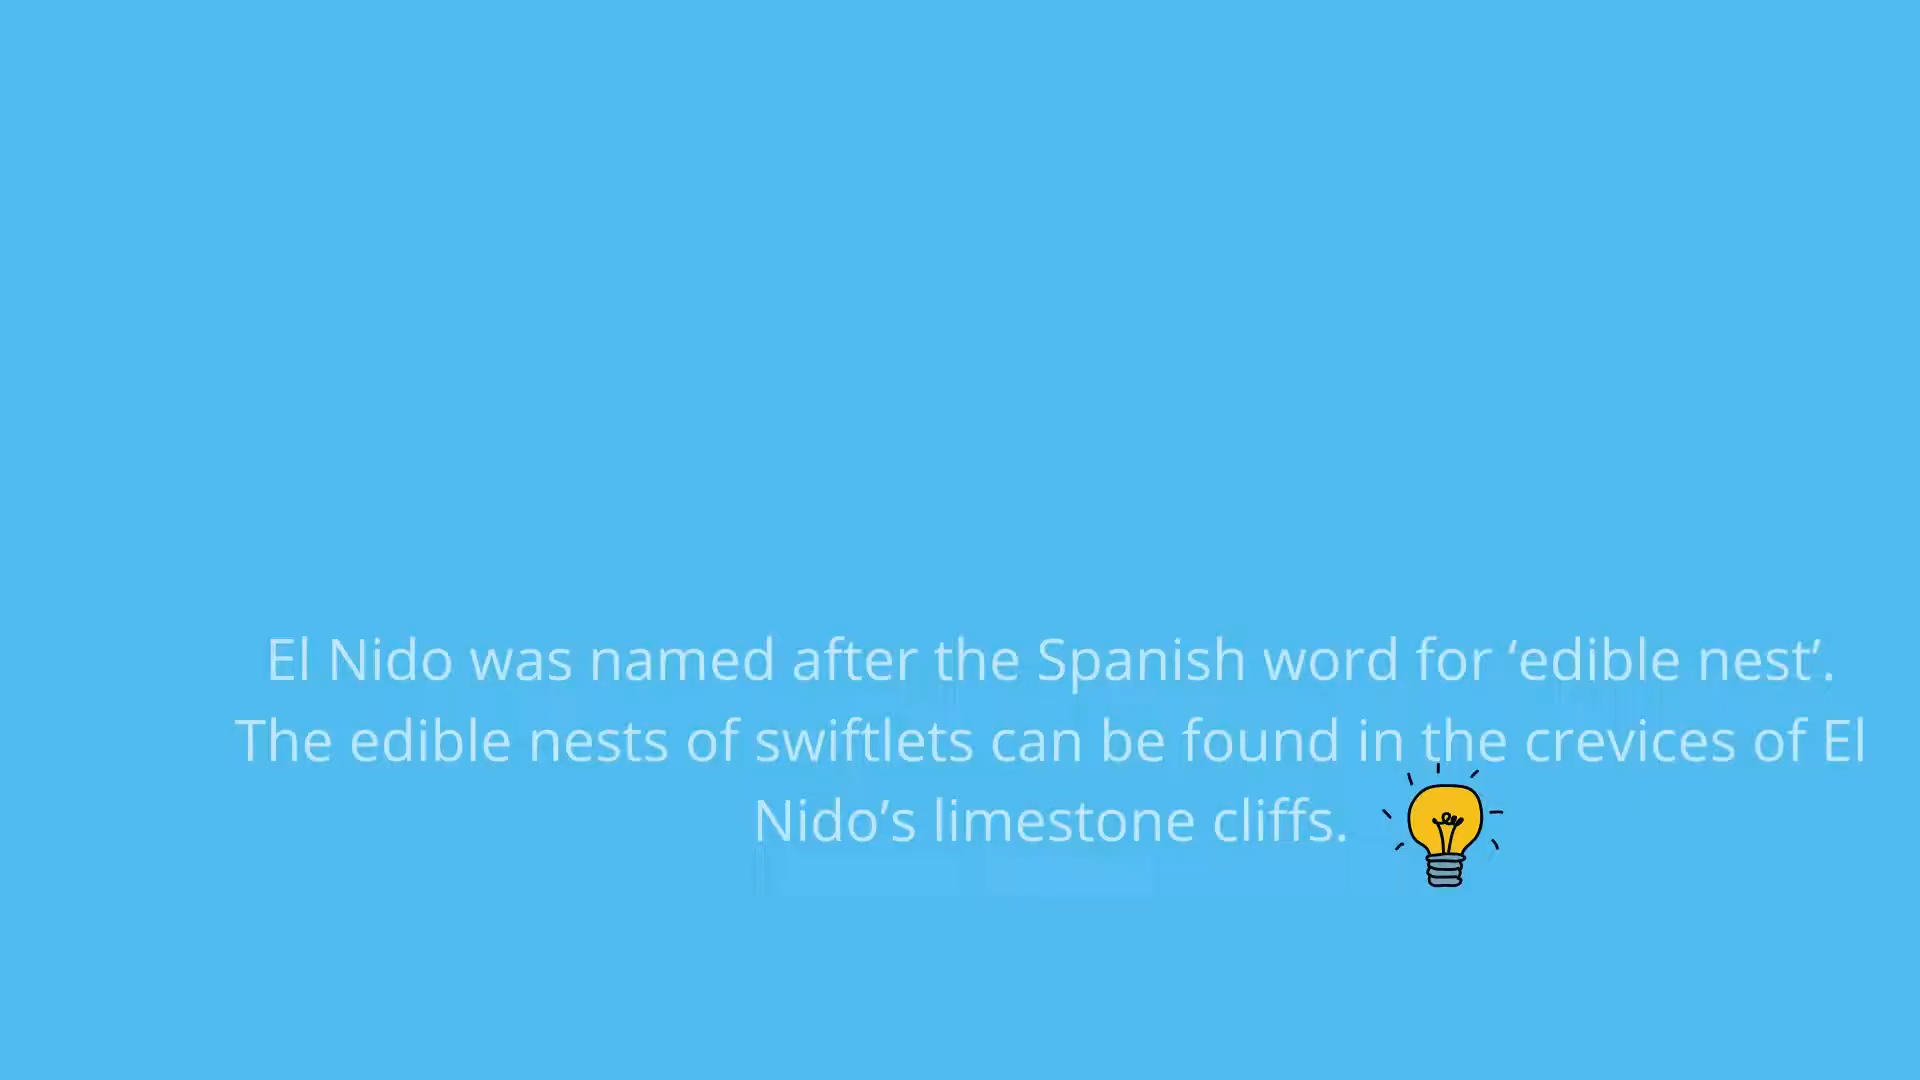 El Nido was named after the Spanish word for ‘edible nest’.
The edible nests of swiftlets can be found in the crevices of El
Nido’s limestone cliffs.